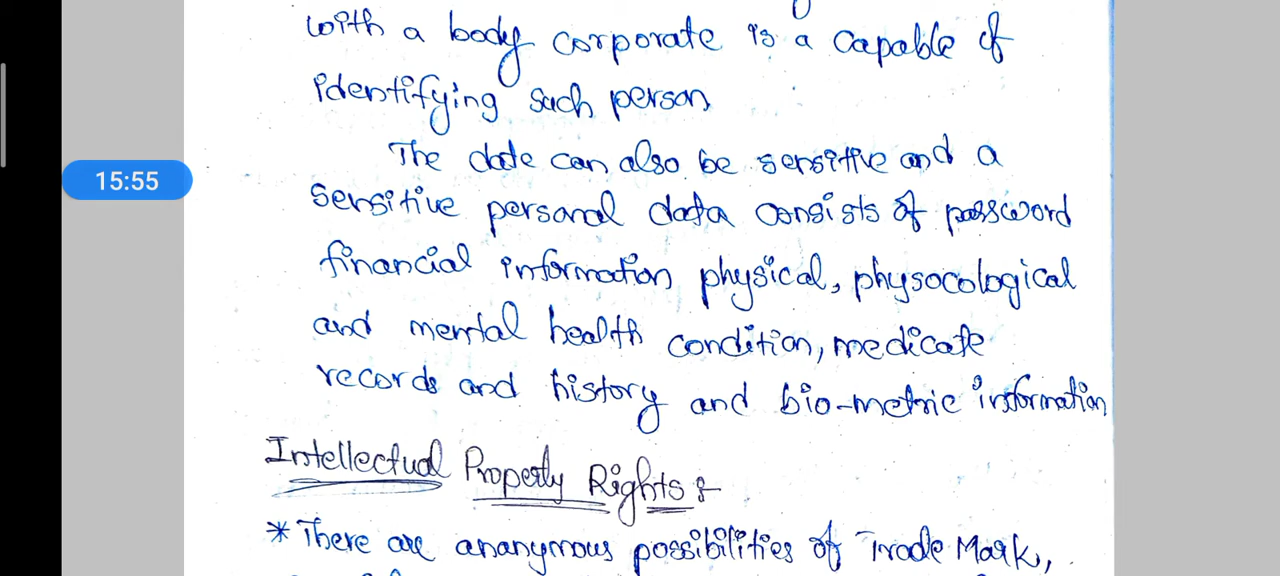 with a body corporate is a capable of
identifying such person
15:55
The date can also be sensitive and a
sensitive personal data consists of password
financial information physical, physocological
and mental health condition, medicate
records and history and bio-metric information
Intellectual Properly Rights :-
* There are ananymous possibilities of Trade Mark,